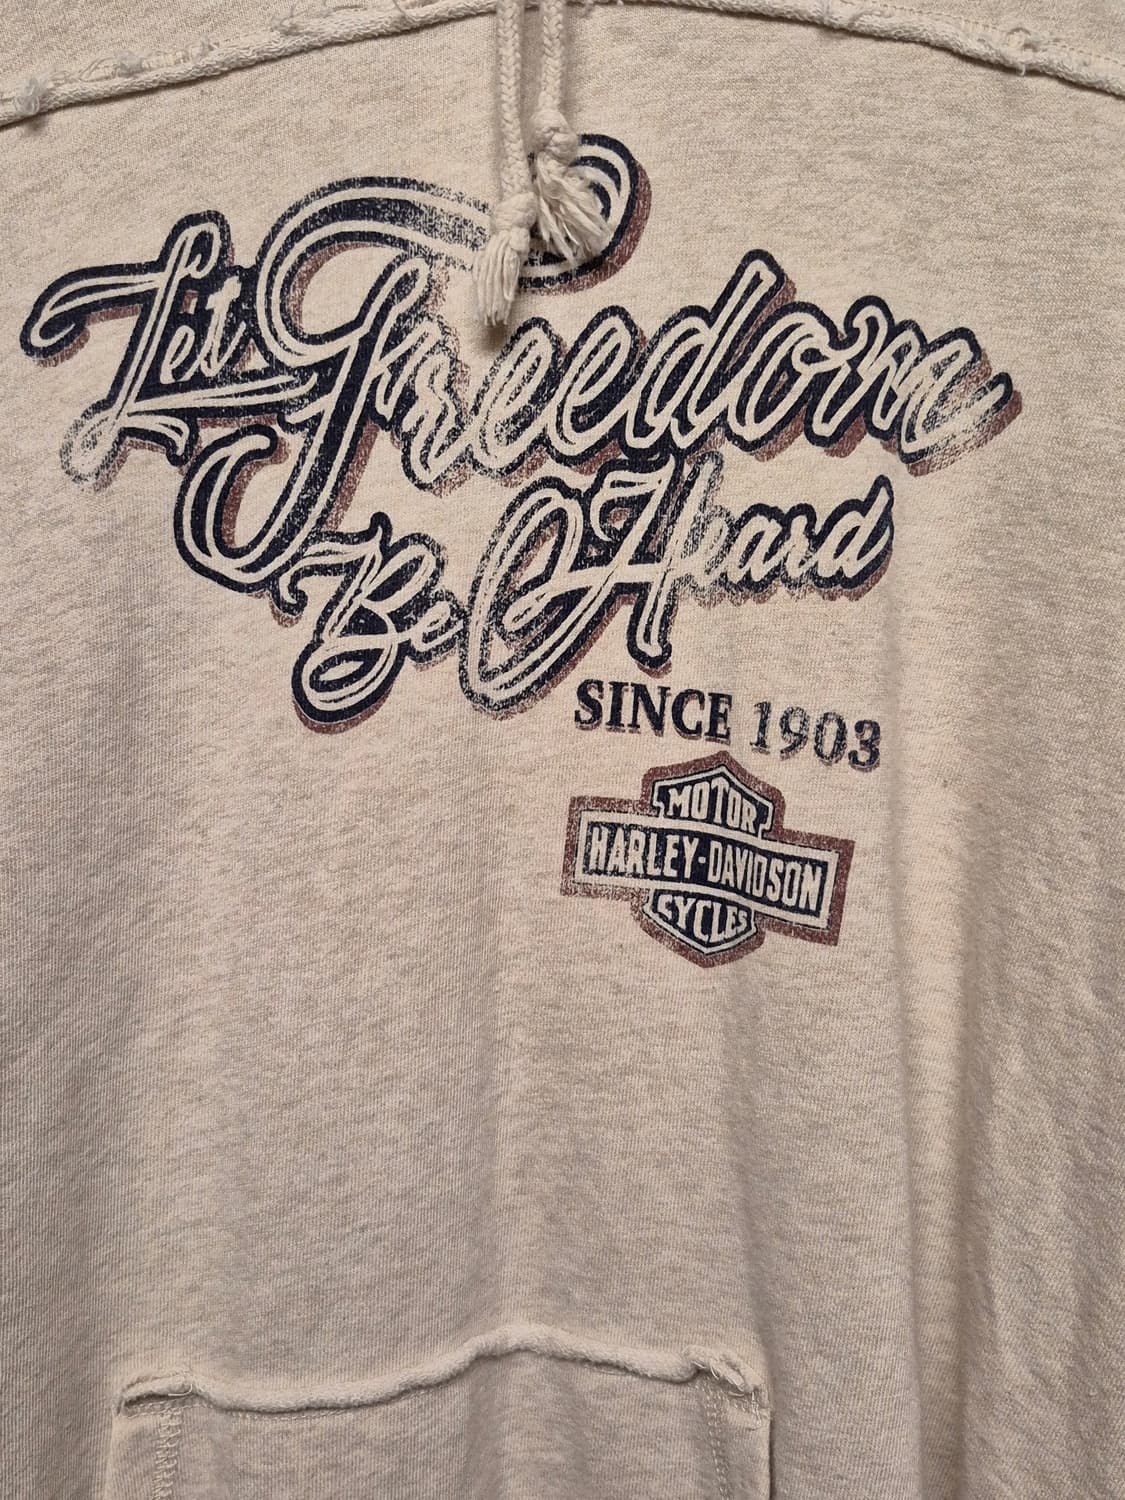 Let Freedom
Be Heard
SINCE 1903
MOTOR
HARLEY-DAVIDSON
CYCLES